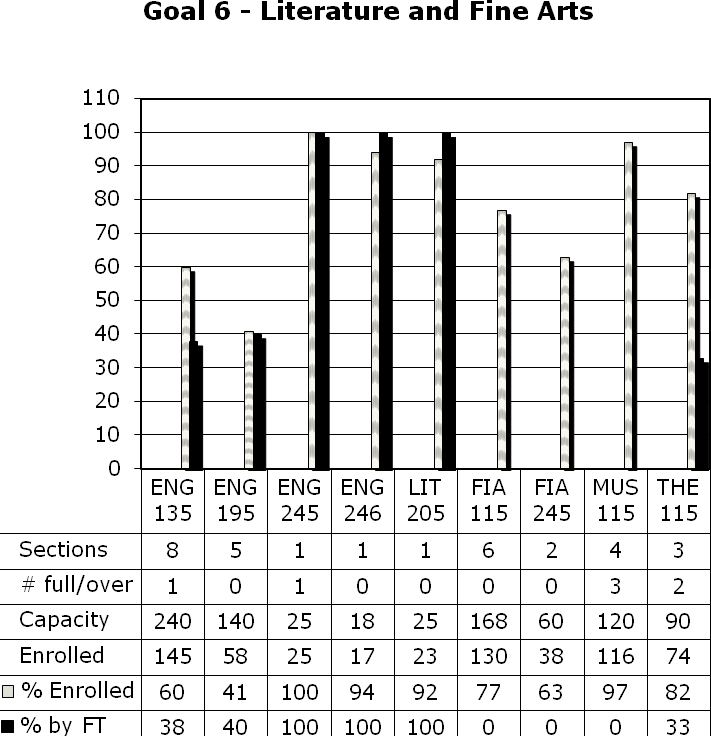 Goal 6 - Literature and Fine Arts
110
100
90
80
70
60
50
40
30
20
10
0
ENG ENG ENG ENG LIT FIA FIA MUS THE
135 195 245 246 205 115 245 115 115
Sections 8 5 1 1 1 6 2 4 3
# full/over 1 0 1 0 0 0 0 3 2
Capacity 240 140 25 18 25 168 60 120 90
Enrolled 145 58 25 17 23 130 38 116 74
% Enrolled 60 41 100 94 92 77 63 97 82
% by FT 38 40 100 100 100 0 0 0 33